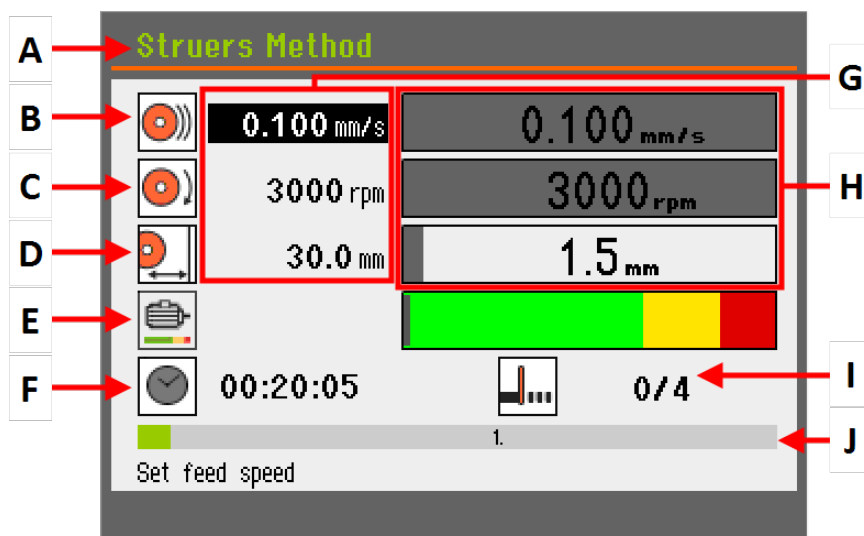 A
Struers Method
G
B
0.100 mm/s
0.100 mm/s
C
3000 rpm
3000 rpm
H
D
30.0 mm
1.5 mm
E
F
00:20:05
0/4
I
1.
J
Set feed speed